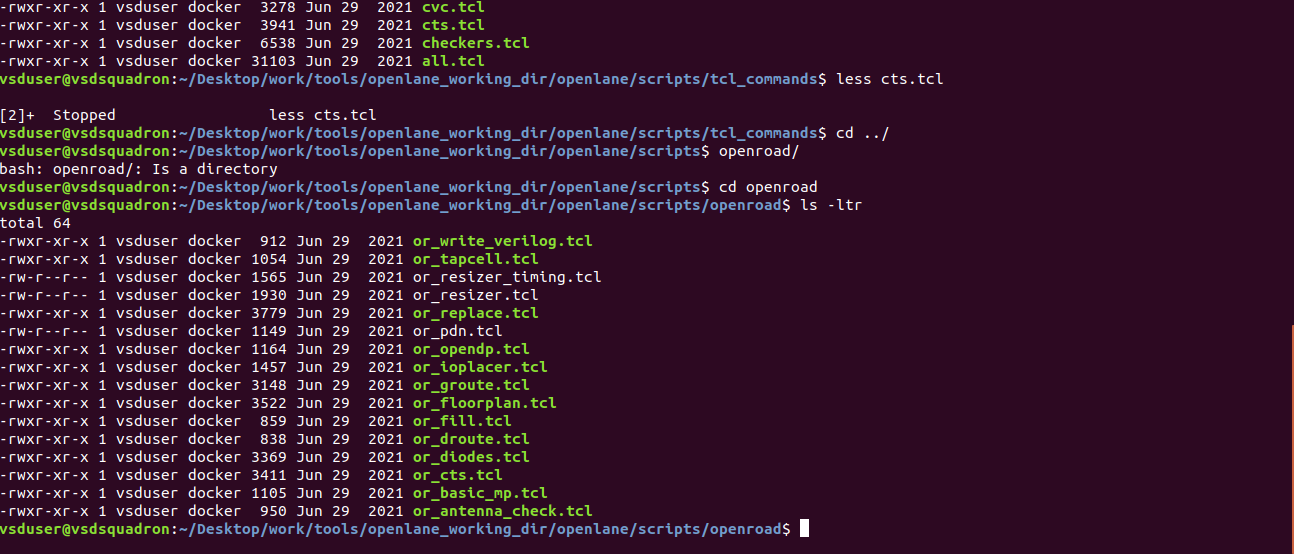 -rwxr-xr-x 1 vsduser docker  3278 Jun 29  2021 cvc.tcl
-rwxr-xr-x 1 vsduser docker  3941 Jun 29  2021 cts.tcl
-rwxr-xr-x 1 vsduser docker  6538 Jun 29  2021 checkers.tcl
-rwxr-xr-x 1 vsduser docker 31103 Jun 29  2021 all.tcl
vsduser@vsdsquadron:~/Desktop/work/tools/openlane_working_dir/openlane/scripts/tcl_commands$ less cts.tcl
[2]+  Stopped                 less cts.tcl
vsduser@vsdsquadron:~/Desktop/work/tools/openlane_working_dir/openlane/scripts/tcl_commands$ cd ../
vsduser@vsdsquadron:~/Desktop/work/tools/openlane_working_dir/openlane/scripts$ openroad/
bash: openroad/: Is a directory
vsduser@vsdsquadron:~/Desktop/work/tools/openlane_working_dir/openlane/scripts$ cd openroad
vsduser@vsdsquadron:~/Desktop/work/tools/openlane_working_dir/openlane/scripts/openroad$ ls -ltr
total 64
-rwxr-xr-x 1 vsduser docker  912 Jun 29  2021 or_write_verilog.tcl
-rwxr-xr-x 1 vsduser docker 1054 Jun 29  2021 or_tapcell.tcl
-rw-r--r-- 1 vsduser docker 1565 Jun 29  2021 or_resizer_timing.tcl
-rw-r--r-- 1 vsduser docker 1930 Jun 29  2021 or_resizer.tcl
-rwxr-xr-x 1 vsduser docker 3779 Jun 29  2021 or_replace.tcl
-rw-r--r-- 1 vsduser docker 1149 Jun 29  2021 or_pdn.tcl
-rwxr-xr-x 1 vsduser docker 1164 Jun 29  2021 or_opendp.tcl
-rwxr-xr-x 1 vsduser docker 1457 Jun 29  2021 or_ioplacer.tcl
-rwxr-xr-x 1 vsduser docker 3148 Jun 29  2021 or_groute.tcl
-rwxr-xr-x 1 vsduser docker 3522 Jun 29  2021 or_floorplan.tcl
-rwxr-xr-x 1 vsduser docker  859 Jun 29  2021 or_fill.tcl
-rwxr-xr-x 1 vsduser docker  838 Jun 29  2021 or_droute.tcl
-rwxr-xr-x 1 vsduser docker 3369 Jun 29  2021 or_diodes.tcl
-rwxr-xr-x 1 vsduser docker 3411 Jun 29  2021 or_cts.tcl
-rwxr-xr-x 1 vsduser docker 1105 Jun 29  2021 or_basic_mp.tcl
-rwxr-xr-x 1 vsduser docker  950 Jun 29  2021 or_antenna_check.tcl
vsduser@vsdsquadron:~/Desktop/work/tools/openlane_working_dir/openlane/scripts/openroad$